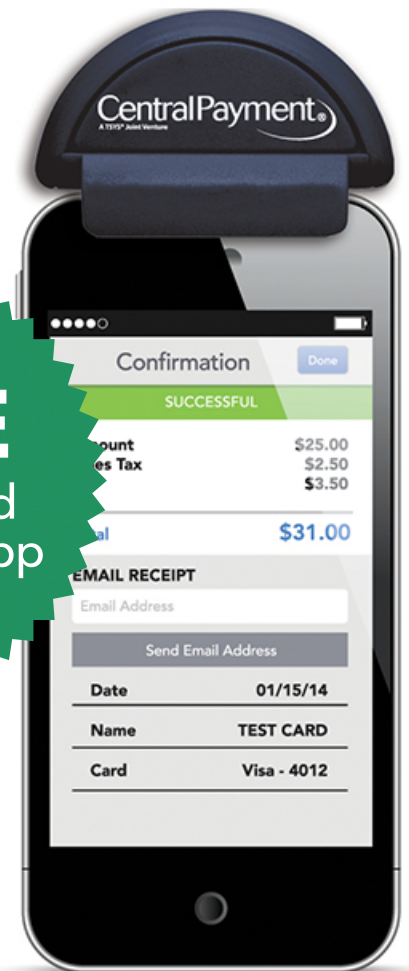 CentralPayment®
A TSYS® Joint Venture
Confirmation Done
SUCCESSFUL
$25.00
Tax $2.50
$3.50
$31.00
EMAIL RECEIPT
Email Address
Send Email Address
Date 01/15/14
Name TEST CARD
Card Visa - 4012